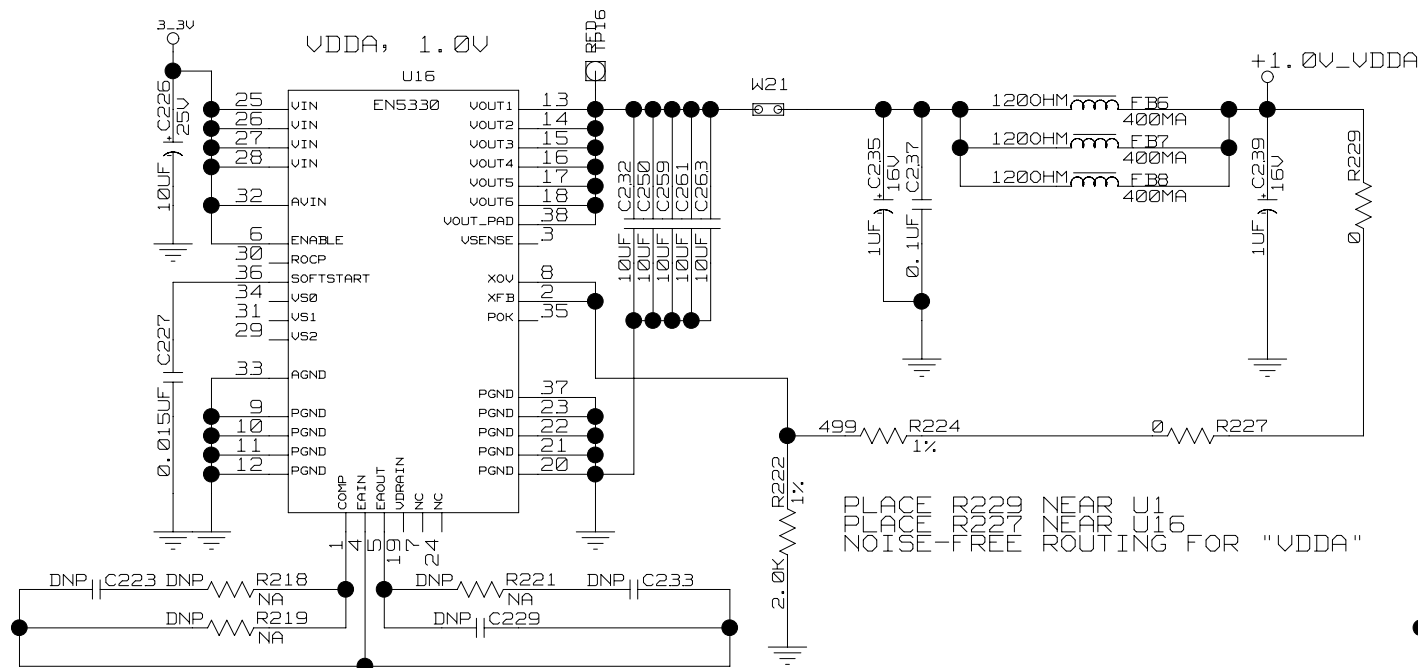 3_3V
VDDA, 1.0V
RED
TP16
+1.0V_VDDA
U16
EN5330
W21
C226
25V
10UF
25 VIN
26 VIN
27 VIN
28 VIN
32 AVIN
6 ENABLE
30 ROCP
36 SOFTSTART
34 VS0
31 VS1
29 VS2
33 AGND
9 PGND
10 PGND
11 PGND
12 PGND
VOUT1 13
VOUT2 14
VOUT3 15
VOUT4 16
VOUT5 17
VOUT6 18
VOUT_PAD 38
VSENSE 3
XOV 8
XFB 2
POK 35
PGND 37
PGND 23
PGND 22
PGND 21
PGND 20
COMP 1
EAIN 4
EAOUT 5
VDRAIN 19
NC 7
NC 24
C227
0.015UF
C232 10UF
C250 10UF
C259 10UF
C261 10UF
C263 10UF
C235
16V
1UF
C237
0.1UF
120OHM FB6
400MA
120OHM FB7
400MA
120OHM FB8
400MA
C239
16V
1UF
R229
0
499 R224
1%
0 R227
R222
1%
2.0K
PLACE R229 NEAR U1
PLACE R227 NEAR U16
NOISE-FREE ROUTING FOR "VDDA"
DNP C223 DNP R218
NA
DNP R219
NA
DNP R221
NA
DNP C233
DNP C229